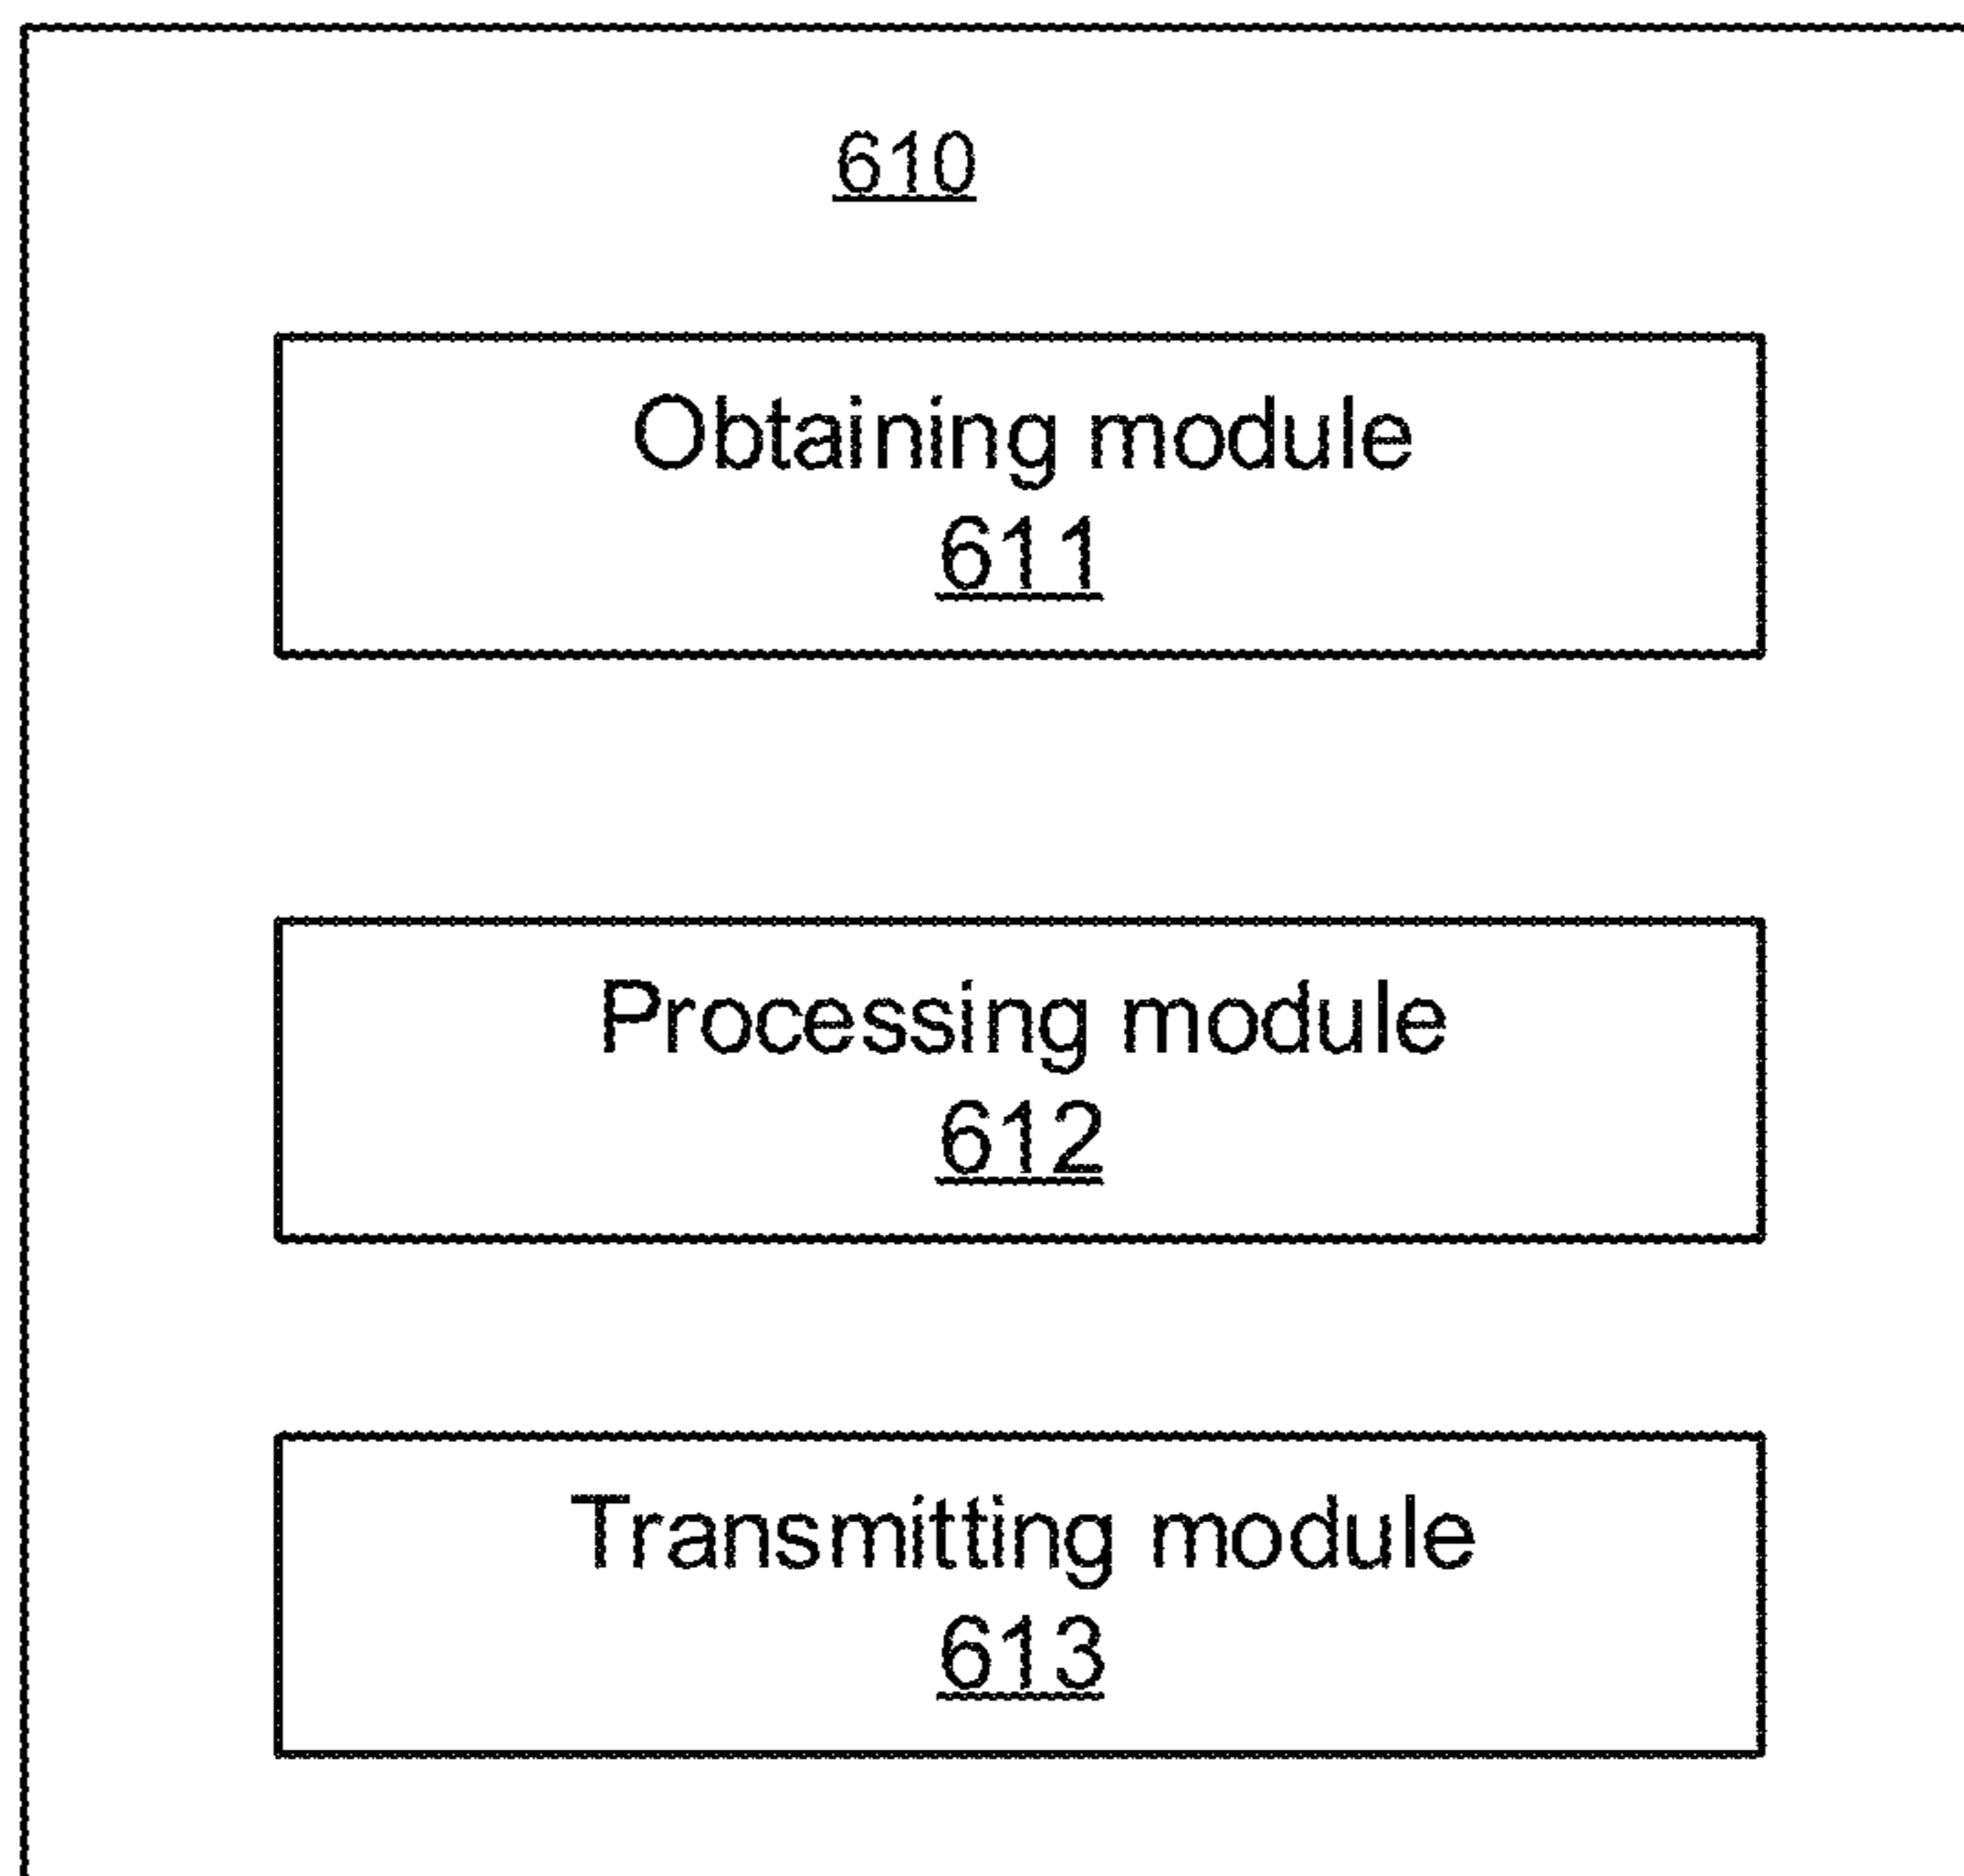 610
Obtaining module
611
Processing module
612
Transmitting module
613